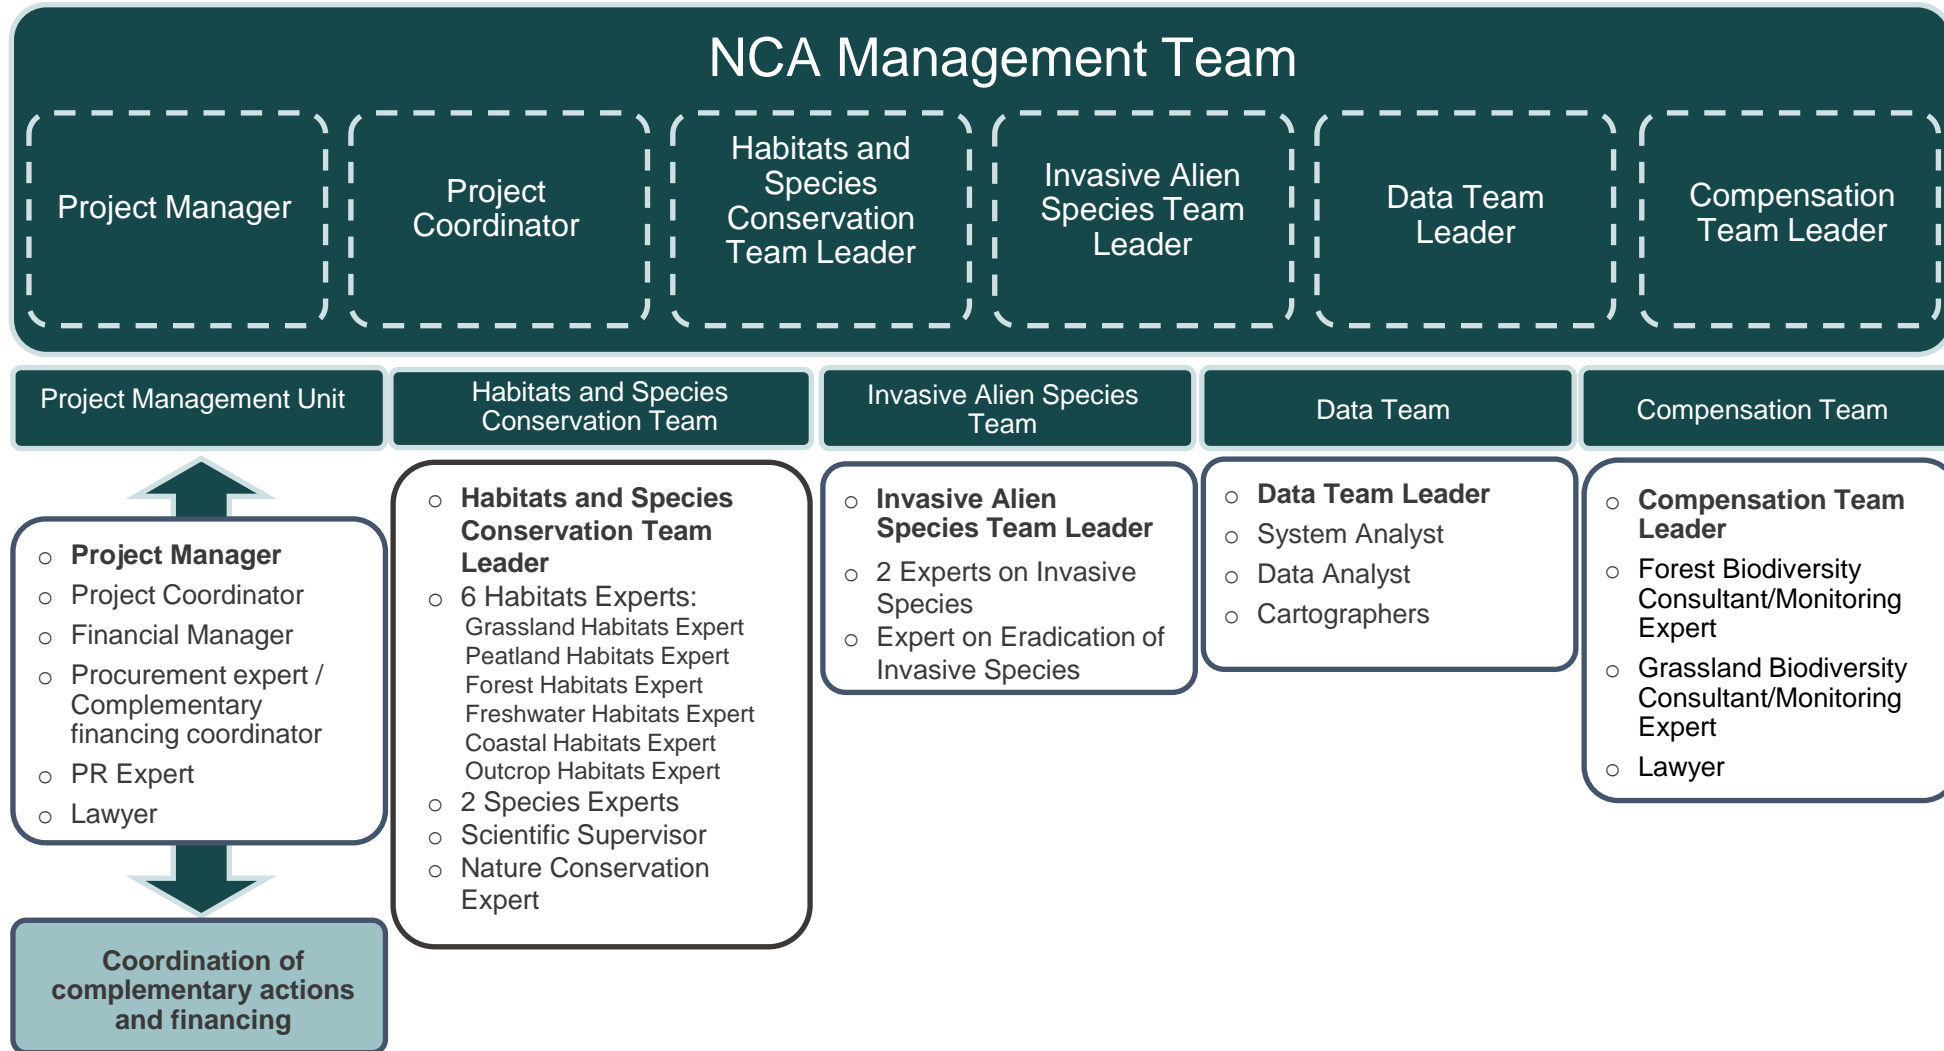 NCA Management Team
Project Manager
Project
Coordinator
Habitats and
Species
Conservation
Team Leader
Invasive Alien
Species Team
Leader
Data Team
Leader
Compensation
Team Leader
Project Management Unit
Habitats and Species
Conservation Team
Invasive Alien Species
Team
Data Team
Compensation Team
○ Project Manager
○ Project Coordinator
○ Financial Manager
○ Procurement expert /
Complementary
financing coordinator
○ PR Expert
○ Lawyer
Coordination of
complementary actions
and financing
○ Habitats and Species
Conservation Team
Leader
○ 6 Habitats Experts:
Grassland Habitats Expert
Peatland Habitats Expert
Forest Habitats Expert
Freshwater Habitats Expert
Coastal Habitats Expert
Outcrop Habitats Expert
○ 2 Species Experts
○ Scientific Supervisor
○ Nature Conservation
Expert
○ Invasive Alien
Species Team Leader
○ 2 Experts on Invasive
Species
○ Expert on Eradication of
Invasive Species
○ Data Team Leader
○ System Analyst
○ Data Analyst
○ Cartographers
○ Compensation Team
Leader
○ Forest Biodiversity
Consultant/Monitoring
Expert
○ Grassland Biodiversity
Consultant/Monitoring
Expert
○ Lawyer